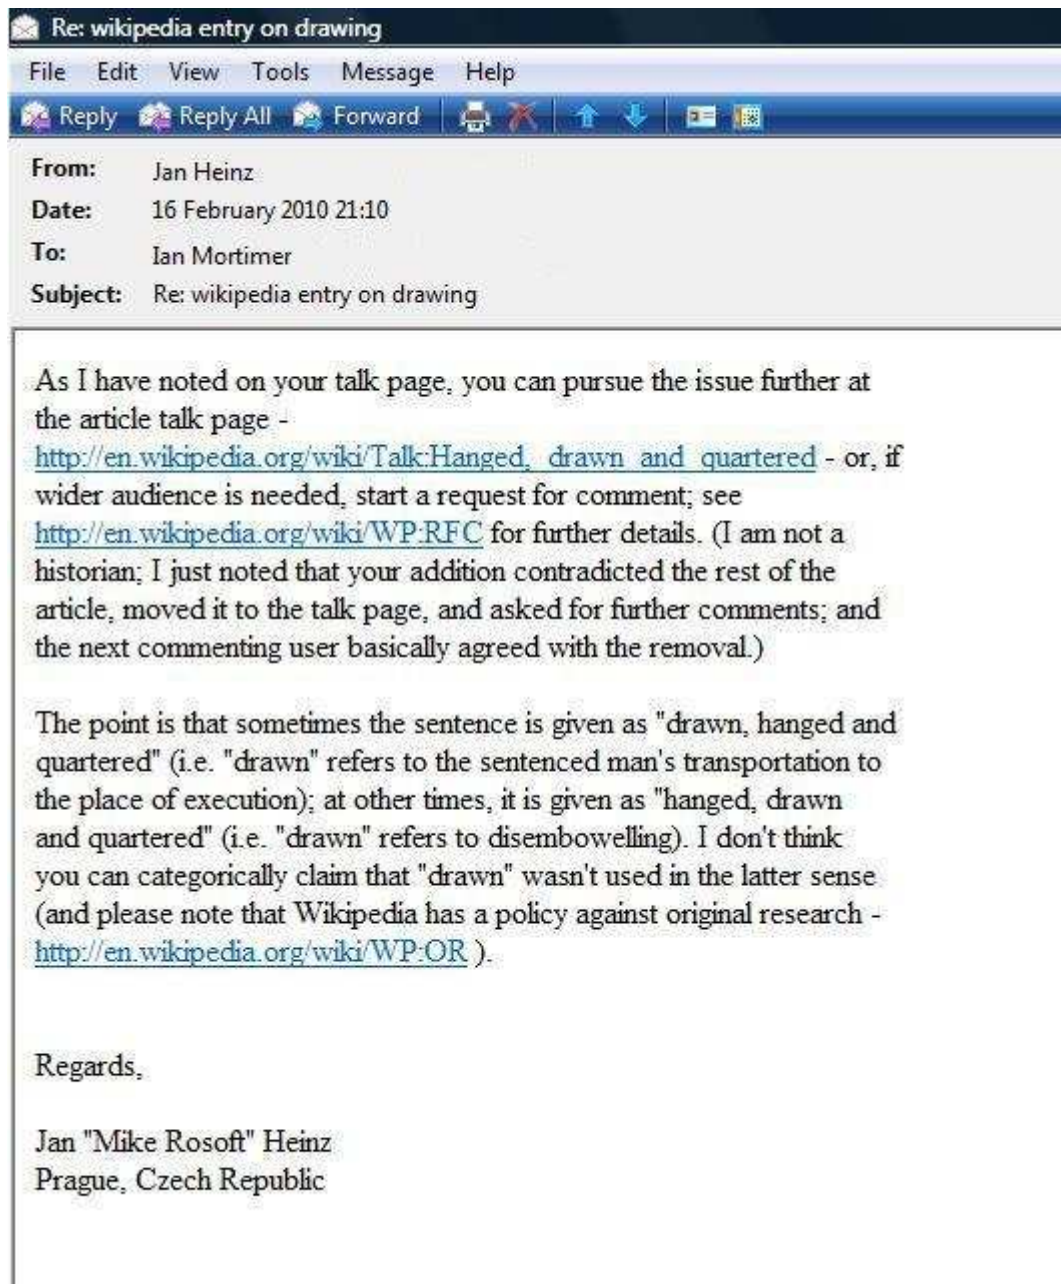 Re: wikipedia entry on drawing
File Edit View Tools Message Help
Reply Reply All Forward
From: Jan Heinz
Date: 16 February 2010 21:10
To: Ian Mortimer
Subject: Re: wikipedia entry on drawing
As I have noted on your talk page, you can pursue the issue further at
the article talk page -
http://en.wikipedia.org/wiki/Talk:Hanged,_drawn_and_quartered - or, if
wider audience is needed, start a request for comment; see
http://en.wikipedia.org/wiki/WP:RFC for further details. (I am not a
historian; I just noted that your addition contradicted the rest of the
article, moved it to the talk page, and asked for further comments; and
the next commenting user basically agreed with the removal.)
The point is that sometimes the sentence is given as "drawn, hanged and
quartered" (i.e. "drawn" refers to the sentenced man's transportation to
the place of execution); at other times, it is given as "hanged, drawn
and quartered" (i.e. "drawn" refers to disembowelling). I don't think
you can categorically claim that "drawn" wasn't used in the latter sense
(and please note that Wikipedia has a policy against original research -
http://en.wikipedia.org/wiki/WP:OR ).
Regards,
Jan "Mike Rosoft" Heinz
Prague, Czech Republic